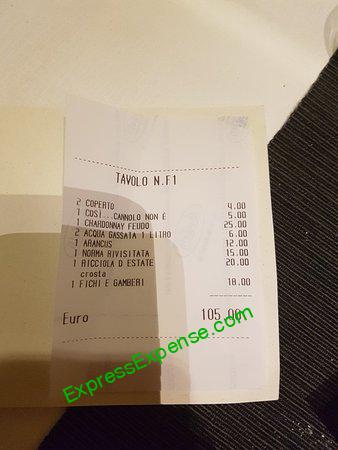 TAVOLO N.F1
2 COPERTO 4.00
1 COSÌ...CANNOLO NON È 5.00
1 CHARDONNAY FEUDO 25.00
2 ACQUA GASSATA 1 LITRO 6.00
1 ARANCUS 12.00
1 NORMA RIVISITATA 15.00
1 RICCIOLA D ESTATE 20.00
crosta
1 FICHI E GAMBERI 18.00
Euro 105.00
ExpressExpense.com